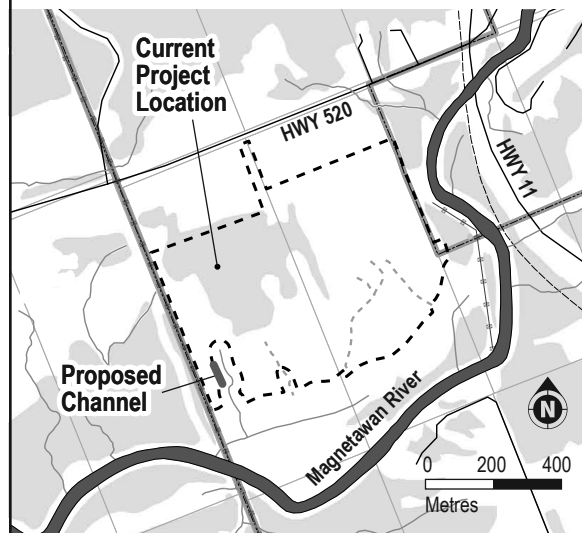 Current
Project
Location
HWY 520
HWY 11
Proposed
Channel
Magnetawan River
N
0 200 400
Metres